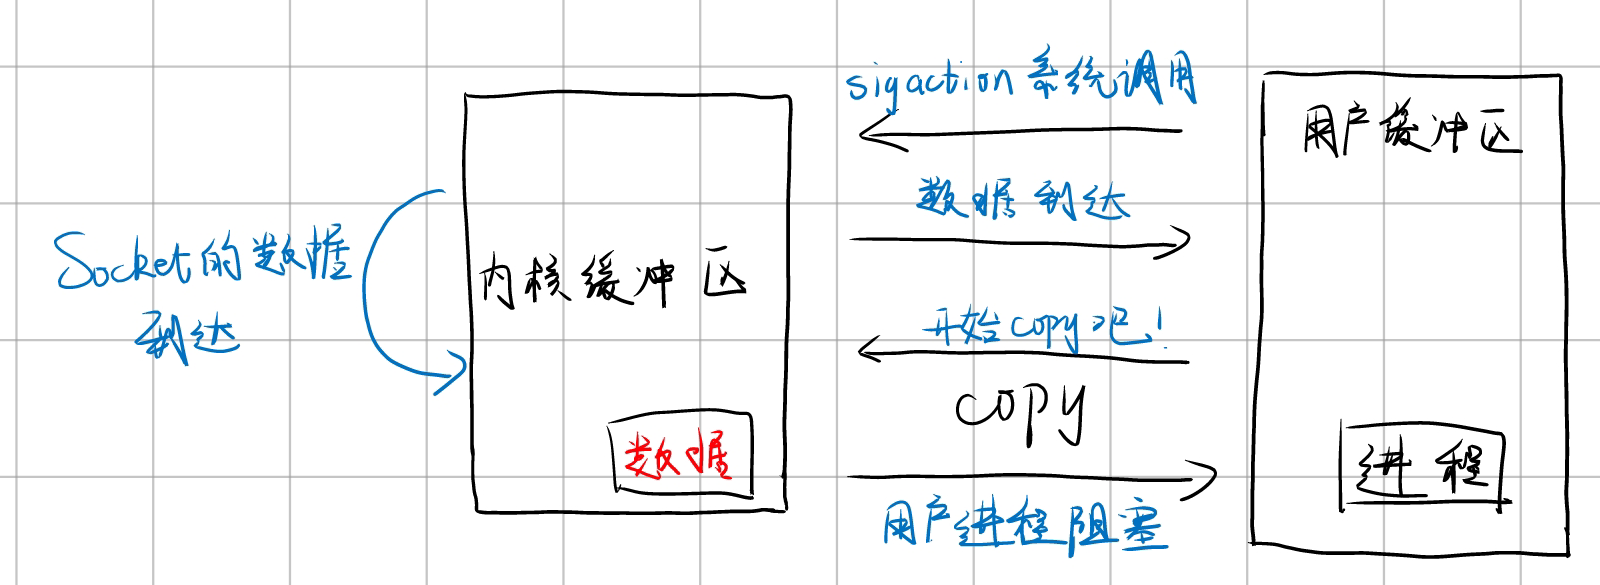 sigaction系统调用
用户缓冲区
数据到达
Socket的数据
到达
内核缓冲区
开始copy吧!
copy
数据
进程
用户进程阻塞